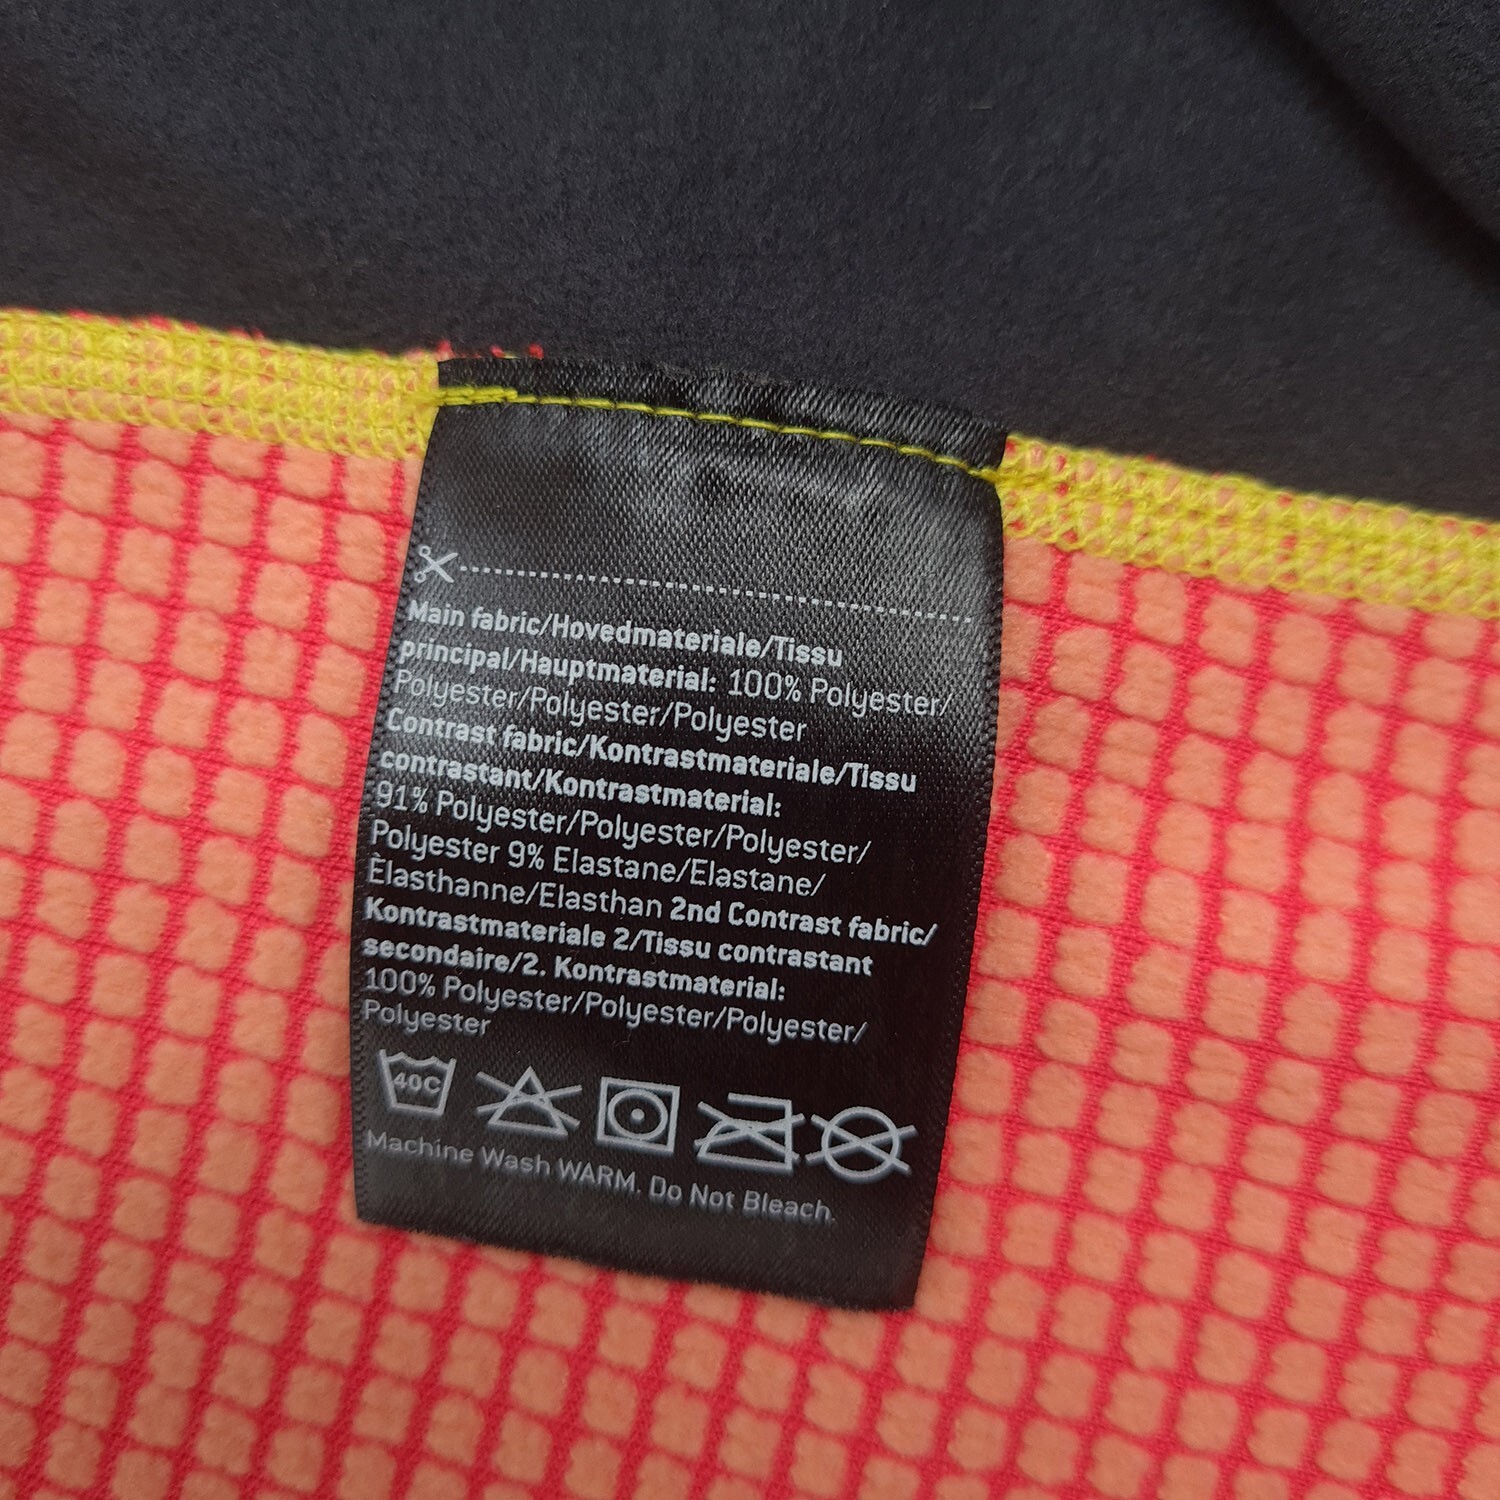 Main fabric/Hovedmateriale/Tissu
principal/Hauptmaterial: 100% Polyester/
Polyester/Polyester/Polyester
Contrast fabric/Kontrastmateriale/Tissu
contrastant/Kontrastmaterial:
91% Polyester/Polyester/Polyester/
Polyester 9% Elastane/Elastane/
Élasthanne/Elasthan 2nd Contrast fabric/
Kontrastmateriale 2/Tissu contrastant
secondaire/2. Kontrastmaterial:
100% Polyester/Polyester/Polyester/
Polyester
40C
Machine Wash WARM. Do Not Bleach.